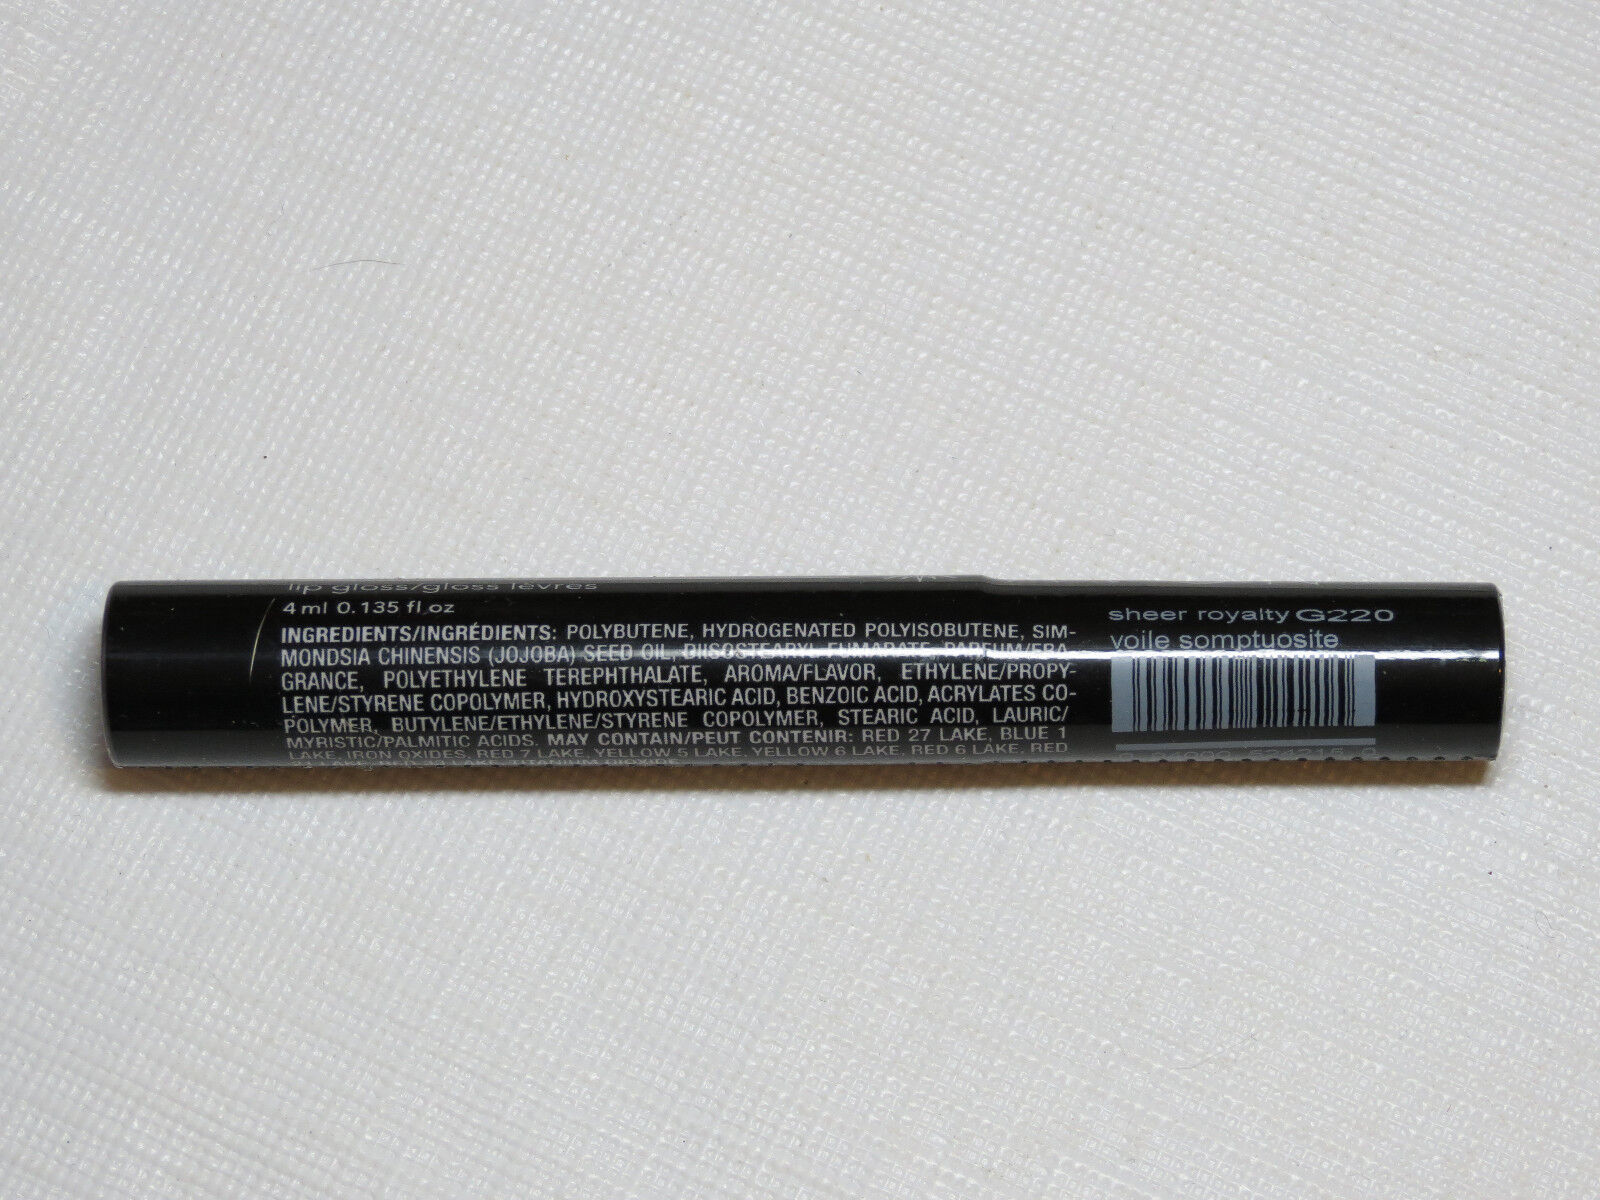 lip gloss/gloss lèvres
4 ml 0.135 fl oz
INGREDIENTS/INGRÉDIENTS: POLYBUTENE, HYDROGENATED POLYISOBUTENE, SIM-
MONDSIA CHINENSIS (JOJOBA) SEED OIL, DIISOSTEARYL FUMARATE, PARFUM/FRA-
GRANCE, POLYETHYLENE TEREPHTHALATE, AROMA/FLAVOR, ETHYLENE/PROPY-
LENE/STYRENE COPOLYMER, HYDROXYSTEARIC ACID, BENZOIC ACID, ACRYLATES CO-
POLYMER, BUTYLENE/ETHYLENE/STYRENE COPOLYMER, STEARIC ACID, LAURIC/
MYRISTIC/PALMITIC ACIDS. MAY CONTAIN/PEUT CONTENIR: RED 27 LAKE, BLUE 1
LAKE, IRON OXIDES, RED 7 LAKE, YELLOW 5 LAKE, YELLOW 6 LAKE, RED 6 LAKE, RED
TITANIUM DIOXIDE
sheer royalty G220
voile somptuosite